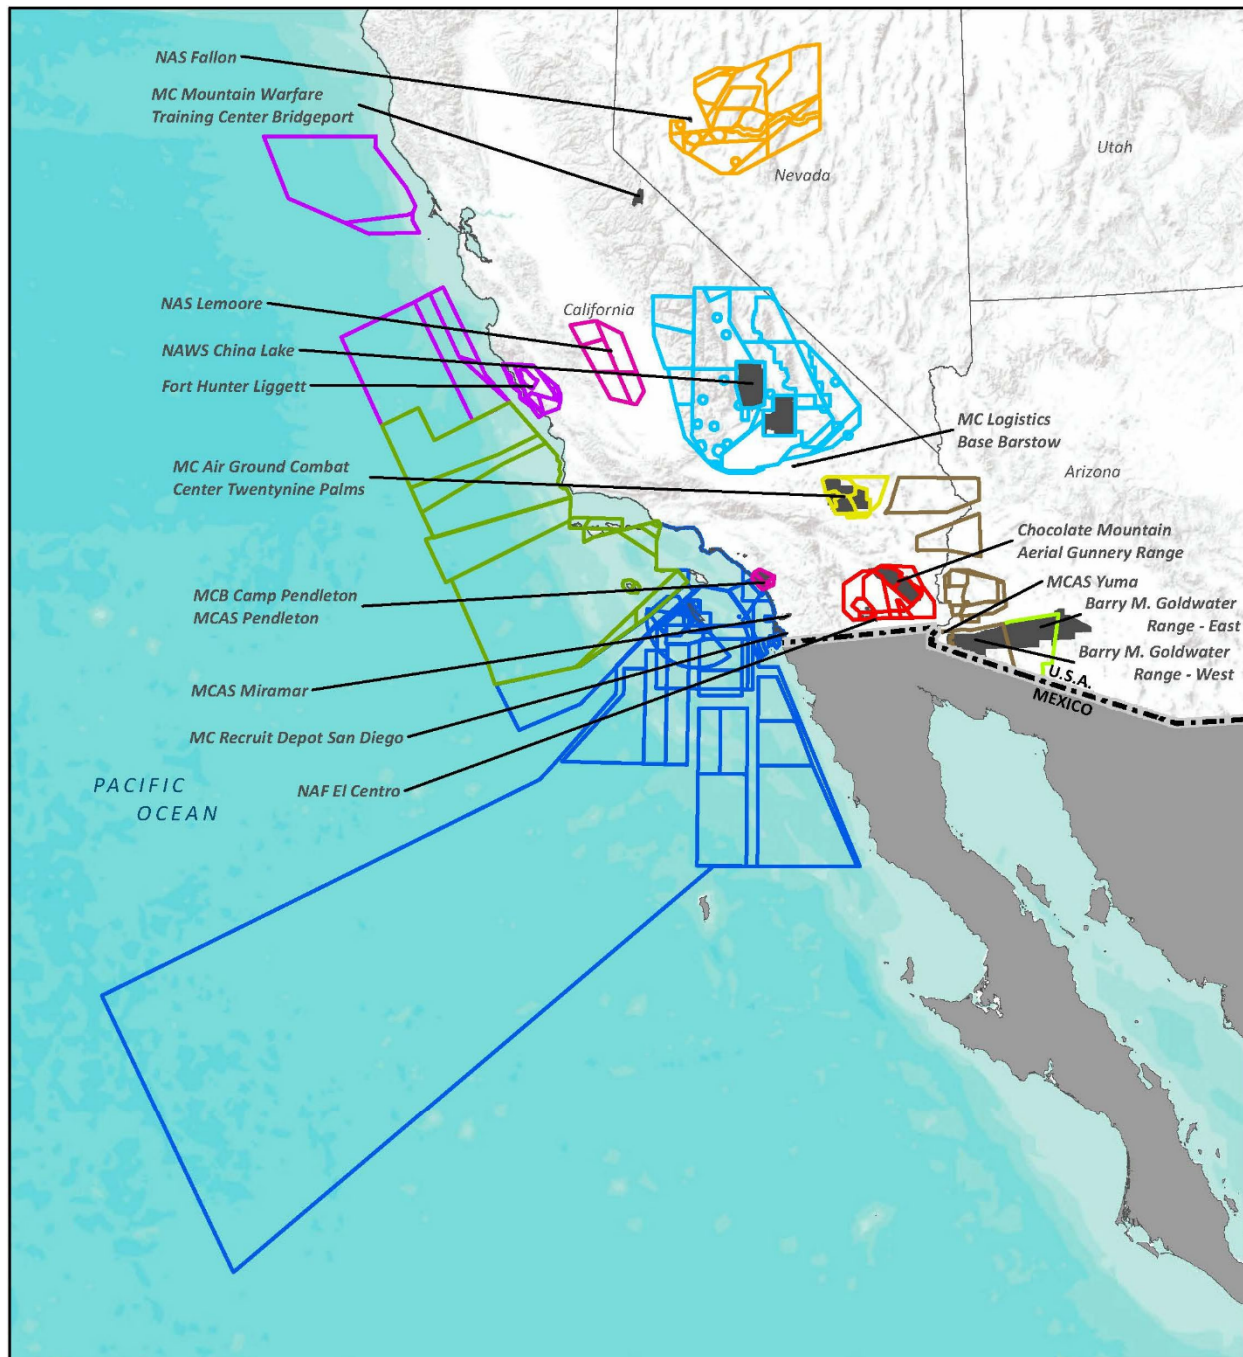 NAS Fallon
MC Mountain Warfare
Training Center Bridgeport
Utah
Nevada
NAS Lemoore
California
NAWS China Lake
Fort Hunter Liggett
MC Logistics
Base Barstow
MC Air Ground Combat
Center Twentynine Palms
Arizona
Chocolate Mountain
Aerial Gunnery Range
MCAS Yuma
MCB Camp Pendleton
MCAS Pendleton
Barry M. Goldwater
Range - East
Barry M. Goldwater
Range - West
U.S.A.
MEXICO
MCAS Miramar
MC Recruit Depot San Diego
NAF El Centro
PACIFIC
OCEAN